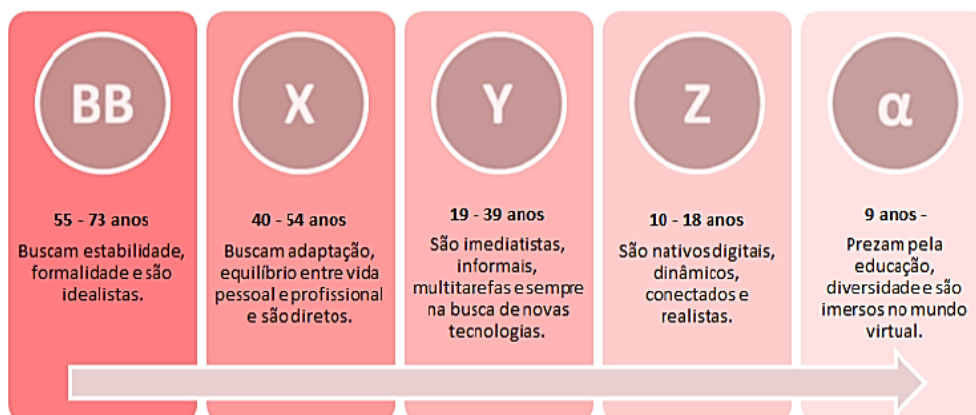 BB
55 - 73 anos
Buscam estabilidade,
formalidade e são
idealistas.
X
40 - 54 anos
Buscam adaptação,
equilíbrio entre vida
pessoal e profissional
e são diretos.
Y
19 - 39 anos
São imediatistas,
informais,
multitarefas e sempre
na busca de novas
tecnologias.
Z
10 - 18 anos
São nativos digitais,
dinâmicos,
conectados e
realistas.
α
9 anos -
Prezam pela
educação,
diversidade e são
imersos no mundo
virtual.